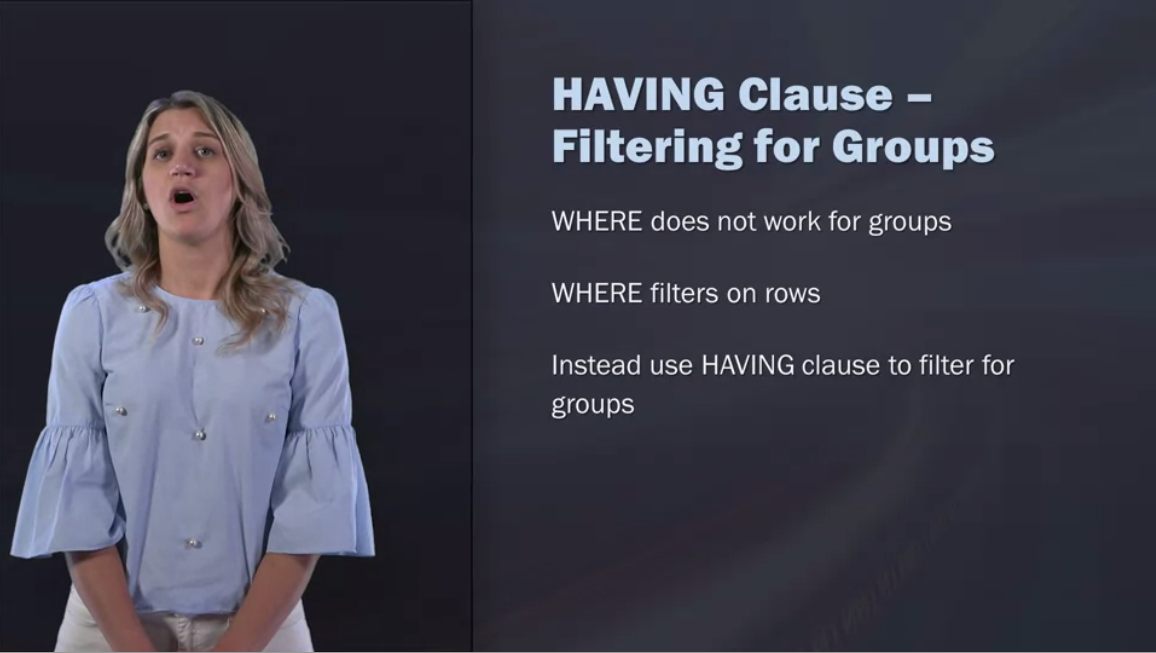 HAVING Clause –
Filtering for Groups
WHERE does not work for groups
WHERE filters on rows
Instead use HAVING clause to filter for
groups